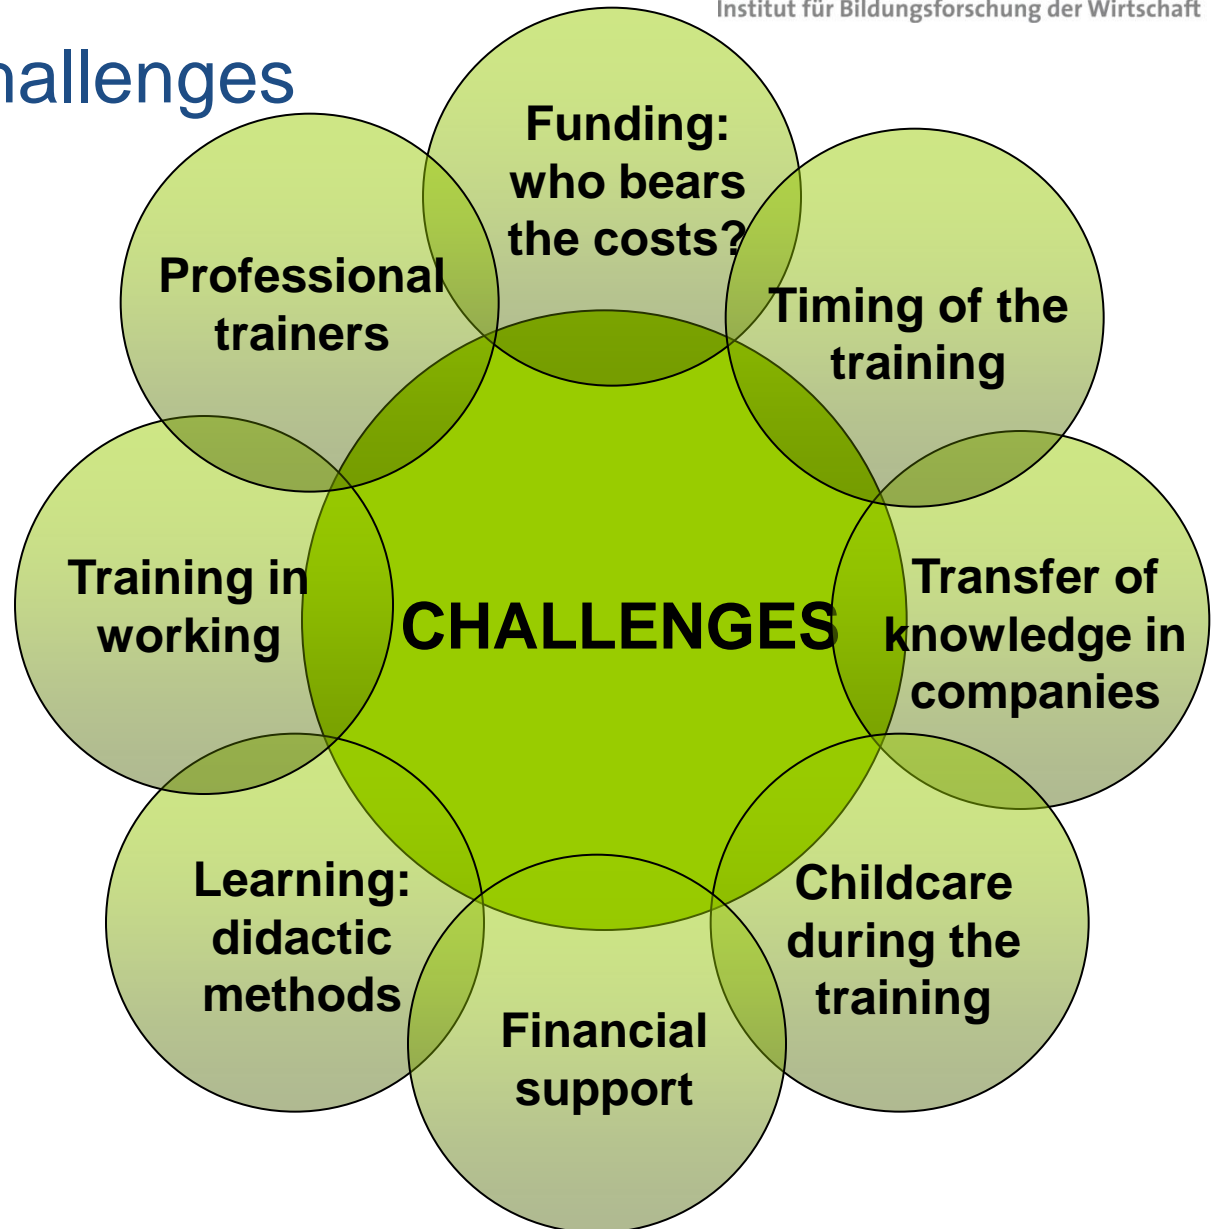 Institut für Bildungsforschung der Wirtschaft
hallenges
Funding:
who bears
the costs?
Professional
trainers
Timing of the
training
Training in
working
CHALLENGES
Transfer of
knowledge in
companies
Learning:
didactic
methods
Childcare
during the
training
Financial
support